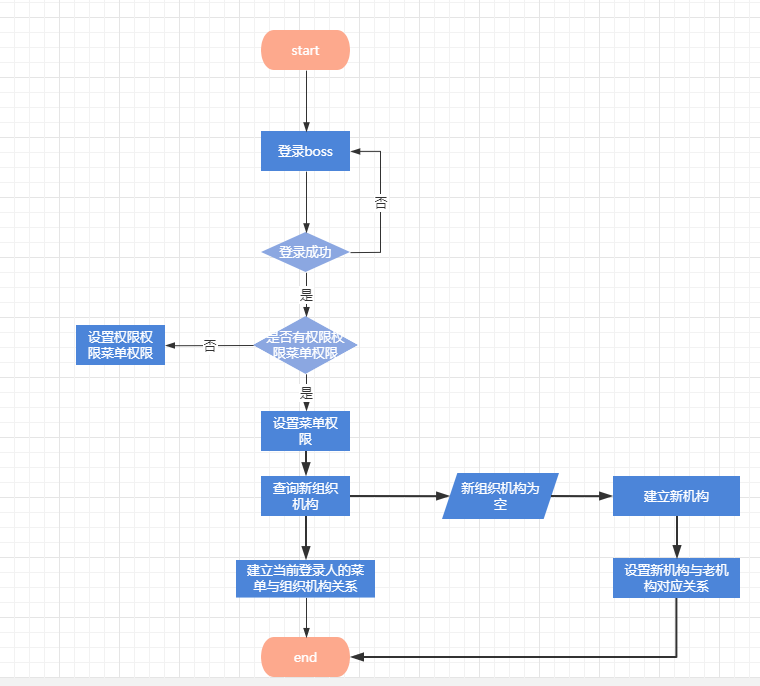 start
登录boss
否
登录成功
是
设置权限权
限菜单权限
否
是否有权限权
限菜单权限
是
设置菜单权
限
查询新组织
机构
新组织机构为
空
建立新机构
建立当前登录人的菜
单与组织机构关系
设置新机构与老机
构对应关系
end